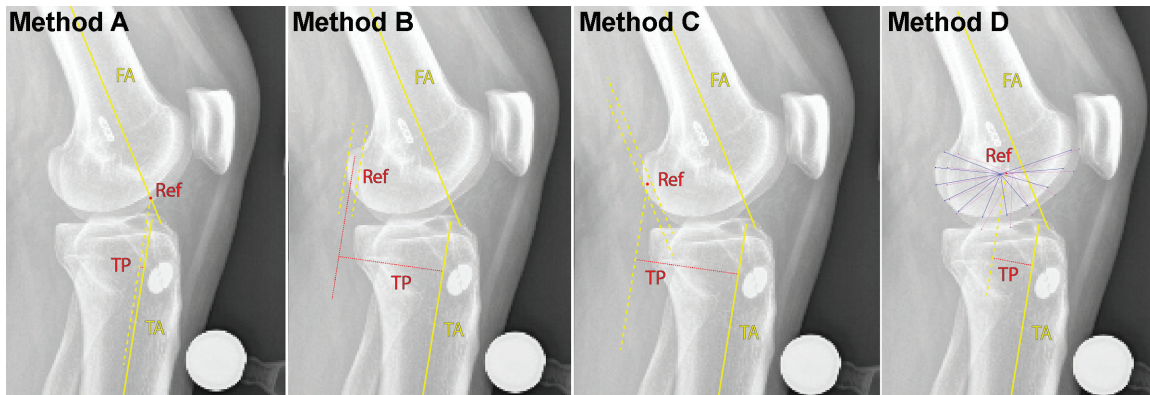 Method A
FA
Ref
TP
TA
Method B
FA
Ref
TP
TA
Method C
FA
Ref
TP
TA
Method D
FA
Ref
TP
TA